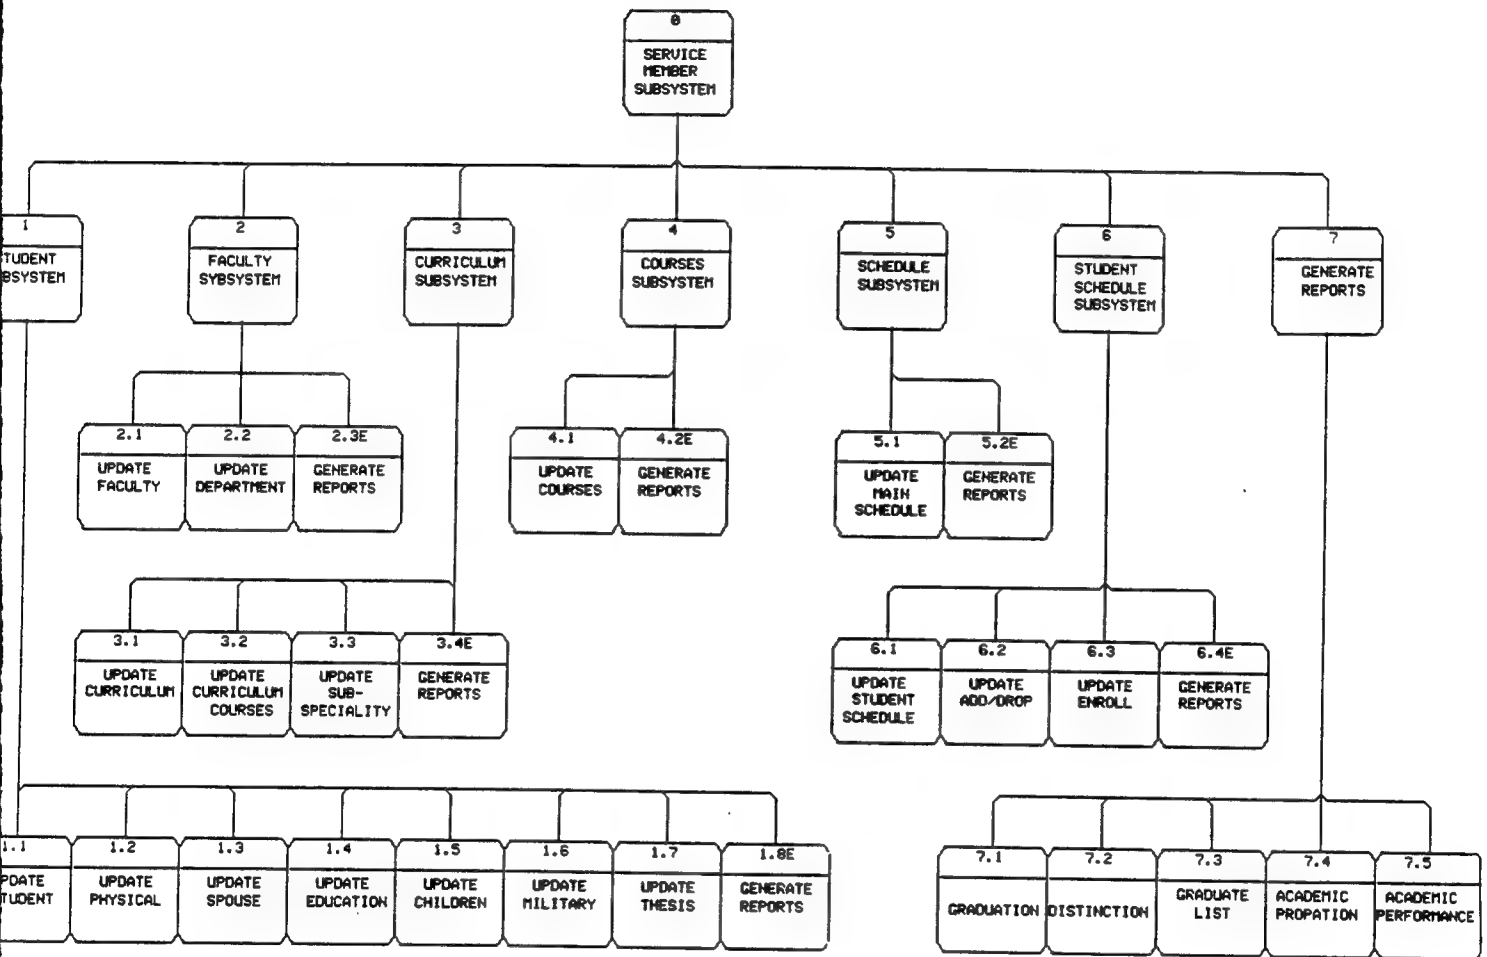 0
SERVICE
MEMBER
SUBSYSTEM
1
TUDENT
BSYSTEM
2
FACULTY
SYBSYSTEM
3
CURRICULUM
SUBSYSTEM
4
COURSES
SUBSYSTEM
5
SCHEDULE
SUBSYSTEM
6
STUDENT
SCHEDULE
SUBSYSTEM
7
GENERATE
REPORTS
2.1
UPDATE
FACULTY
2.2
UPDATE
DEPARTMENT
2.3E
GENERATE
REPORTS
4.1
UPDATE
COURSES
4.2E
GENERATE
REPORTS
5.1
UPDATE
MAIN
SCHEDULE
5.2E
GENERATE
REPORTS
3.1
UPDATE
CURRICULUM
3.2
UPDATE
CURRICULUM
COURSES
3.3
UPDATE
SUB-
SPECIALITY
3.4E
GENERATE
REPORTS
6.1
UPDATE
STUDENT
SCHEDULE
6.2
UPDATE
ADD/DROP
6.3
UPDATE
ENROLL
6.4E
GENERATE
REPORTS
1.1
PDATE
TUDENT
1.2
UPDATE
PHYSICAL
1.3
UPDATE
SPOUSE
1.4
UPDATE
EDUCATION
1.5
UPDATE
CHILDREN
1.6
UPDATE
MILITARY
1.7
UPDATE
THESIS
1.8E
GENERATE
REPORTS
7.1
GRADUATION
7.2
DISTINCTION
7.3
GRADUATE
LIST
7.4
ACADEMIC
PROPATION
7.5
ACADEMIC
PERFORMANCE